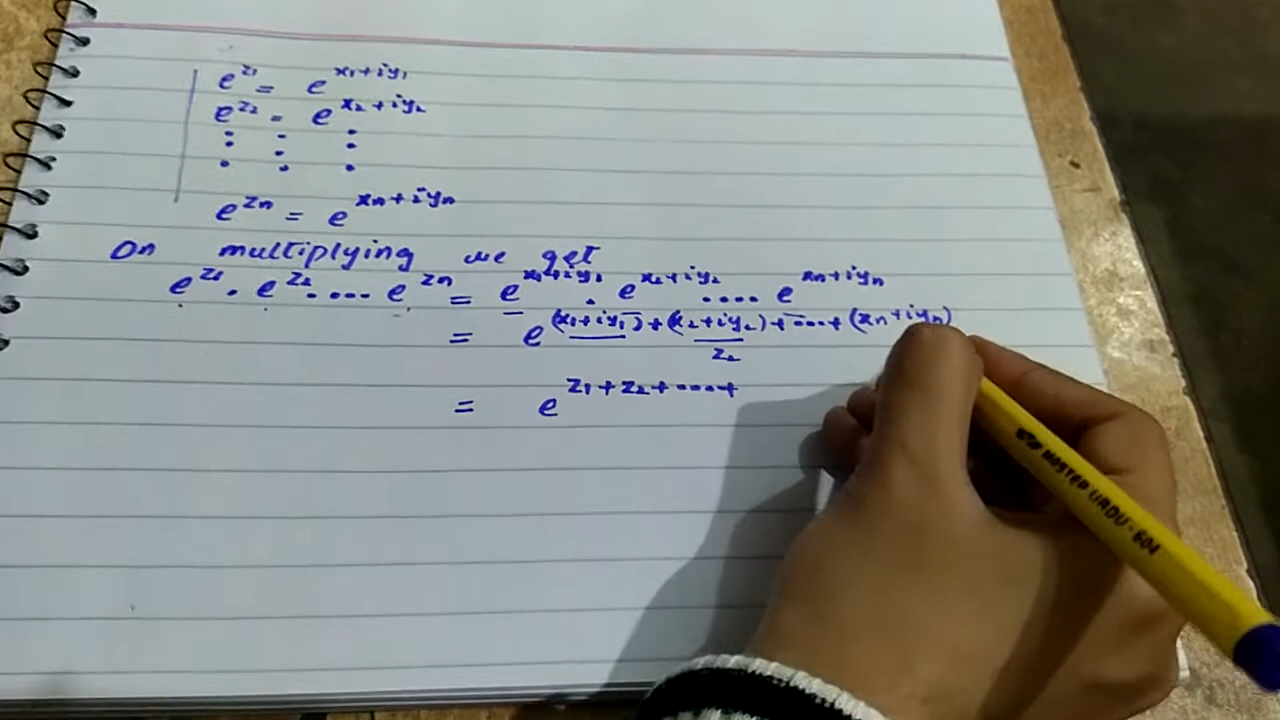 e^z₁ = e^x₁+iy₁
e^z₂ = e^x₂+iy₂
: : :
. . .
e^zn = e^xn+iyn
On multiplying we get
e^z₁ . e^z₂ .... e^zn = e^x₁+iy₁ . e^x₂+iy₂ .... e^xn+iyn
= e^(x₁+iy₁)+(x₂+iy₂)+....+(xn+iyn)
z₂
= e^z₁+z₂+....+
MASTER URDU-604